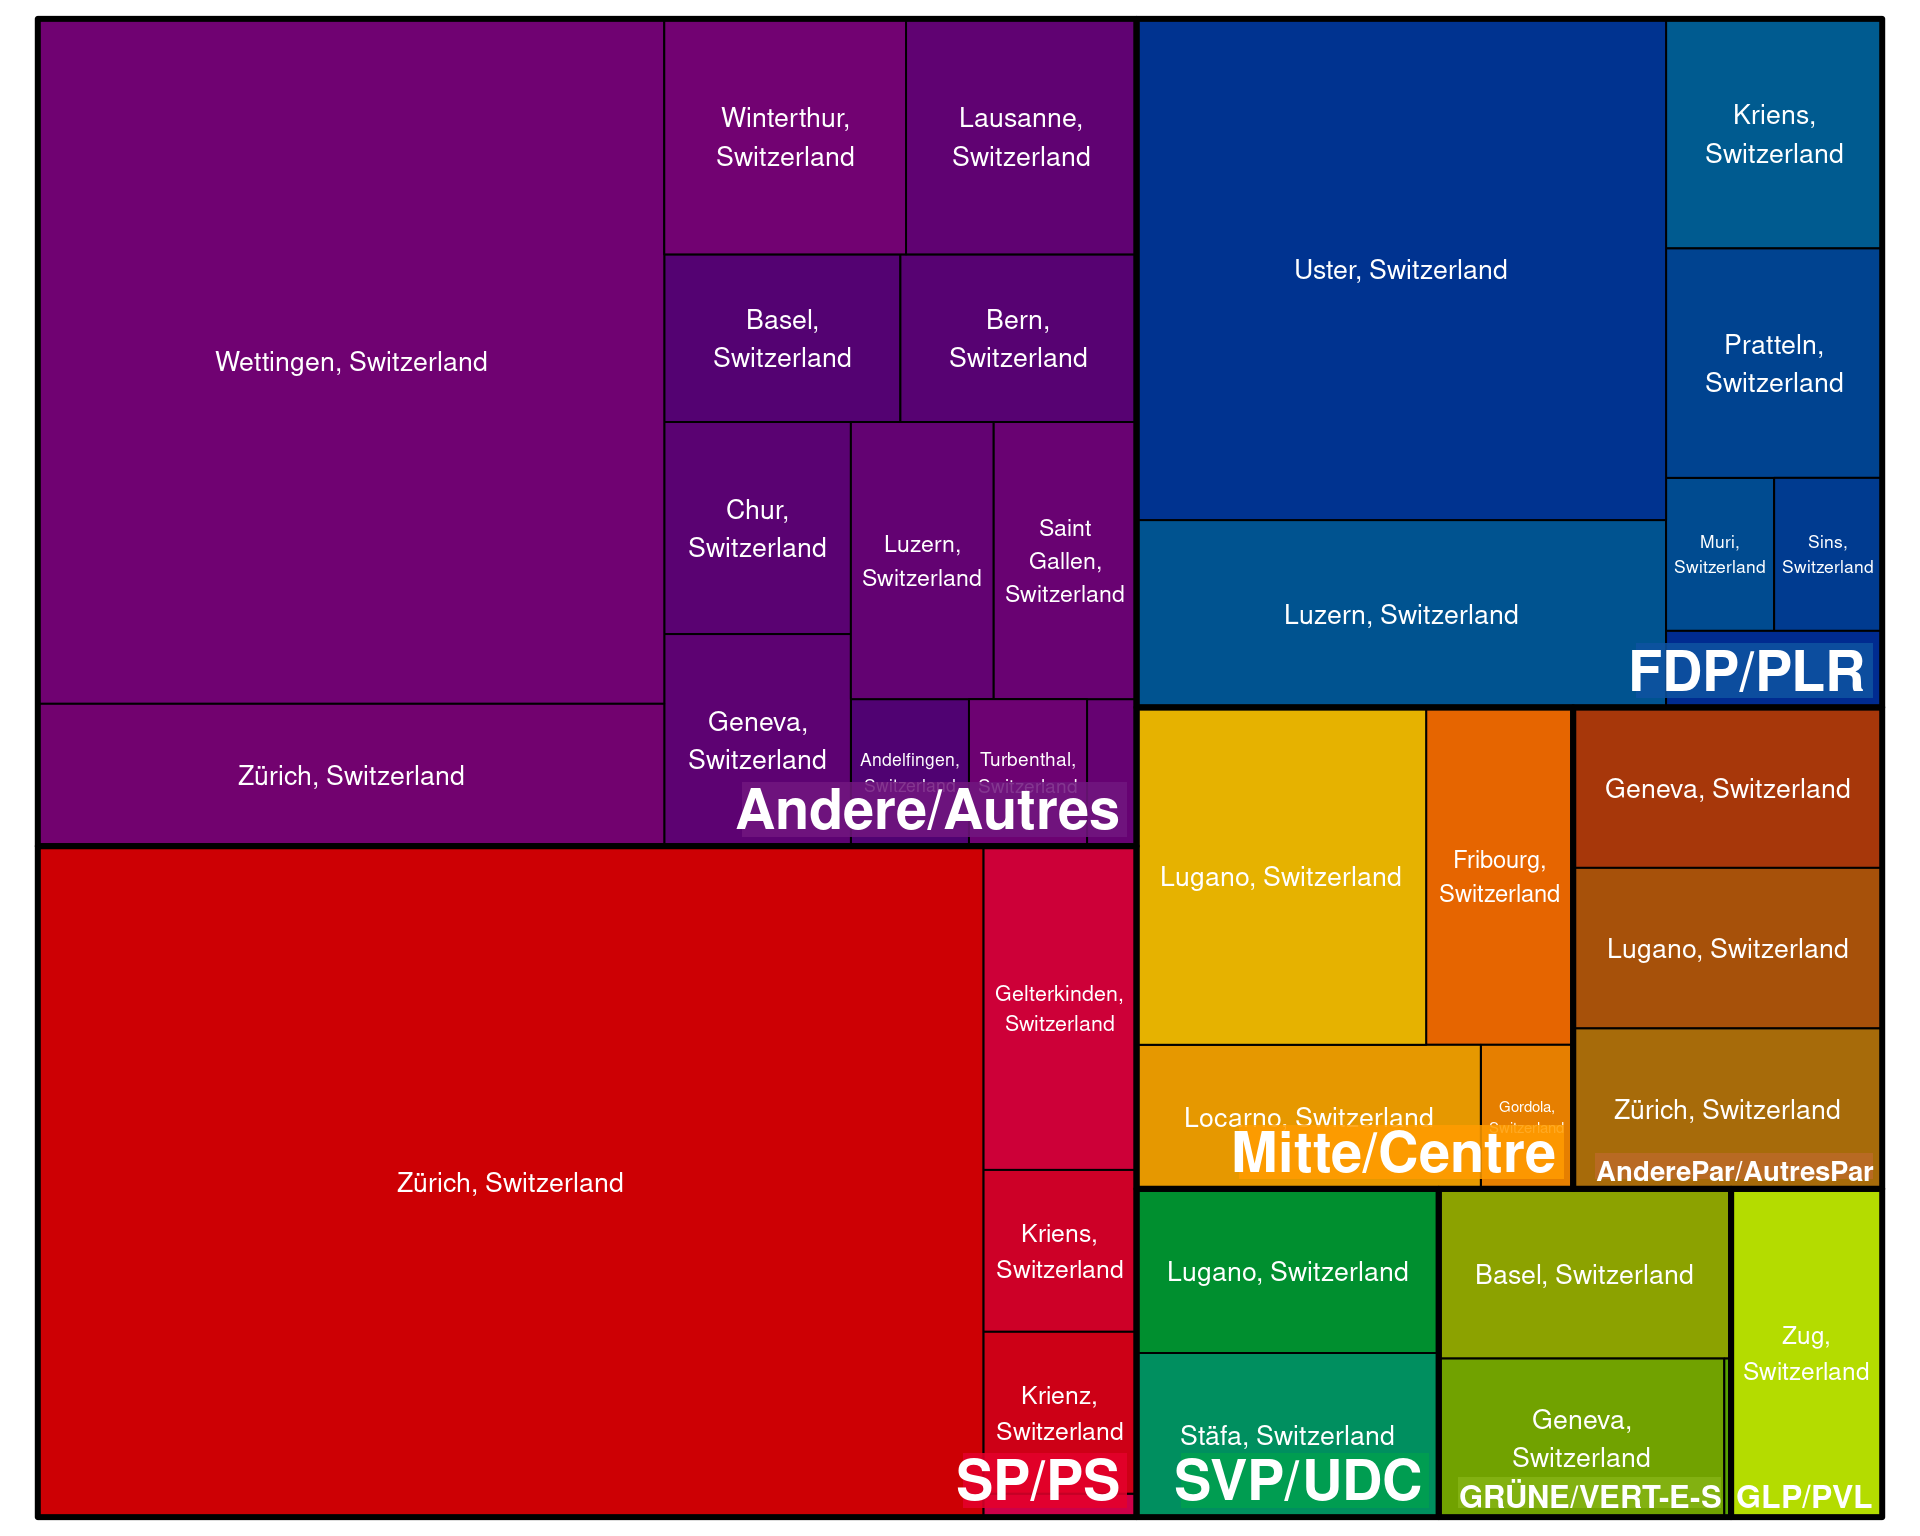 Wettingen, Switzerland
Zürich, Switzerland
Winterthur,
Switzerland
Lausanne,
Switzerland
Basel,
Switzerland
Bern,
Switzerland
Chur,
Switzerland
Luzern,
Switzerland
Saint
Gallen,
Switzerland
Geneva,
Switzerland
Andelfingen,
Switzerland
Turbenthal,
Switzerland
Andere/Autres
Uster, Switzerland
Kriens,
Switzerland
Pratteln,
Switzerland
Muri,
Switzerland
Sins,
Switzerland
Luzern, Switzerland
FDP/PLR
Zürich, Switzerland
Gelterkinden,
Switzerland
Kriens,
Switzerland
Krienz,
Switzerland
SP/PS
Lugano, Switzerland
Fribourg,
Switzerland
Locarno, Switzerland
Gordola,
Switzerland
Mitte/Centre
Geneva, Switzerland
Lugano, Switzerland
Zürich, Switzerland
AnderePar/AutresPar
Lugano, Switzerland
Stäfa, Switzerland
SVP/UDC
Basel, Switzerland
Geneva,
Switzerland
GRÜNE/VERT-E-S
Zug,
Switzerland
GLP/PVL